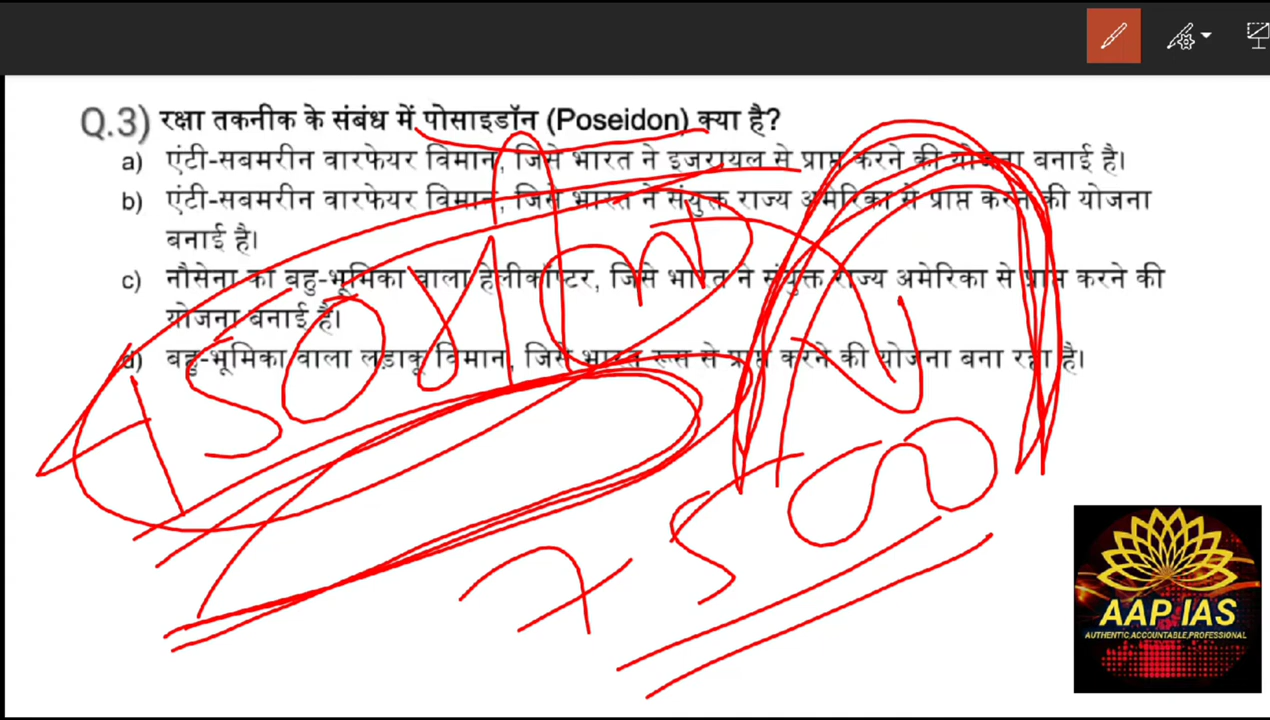 Q.3) रक्षा तकनीक के संबंध में पोसाइडॉन (Poseidon) क्या है?
a) एंटी-सबमरीन वारफेयर विमान, जिसे भारत ने इजरायल से प्राप्त करने की योजना बनाई है।
b) एंटी-सबमरीन वारफेयर विमान, जिसे भारत ने संयुक्त राज्य अमेरिका से प्राप्त करने की योजना
बनाई है।
c) नौसेना का बहु-भूमिका वाला हेलीकॉप्टर, जिसे भारत ने संयुक्त राज्य अमेरिका से प्राप्त करने की
योजना बनाई है।
d) बहु-भूमिका वाला लड़ाकू विमान, जिसे भारत रूस से प्राप्त करने की योजना बना रहा है।
AAP IAS
AUTHENTIC,ACCOUNTABLE,PROFESSIONAL